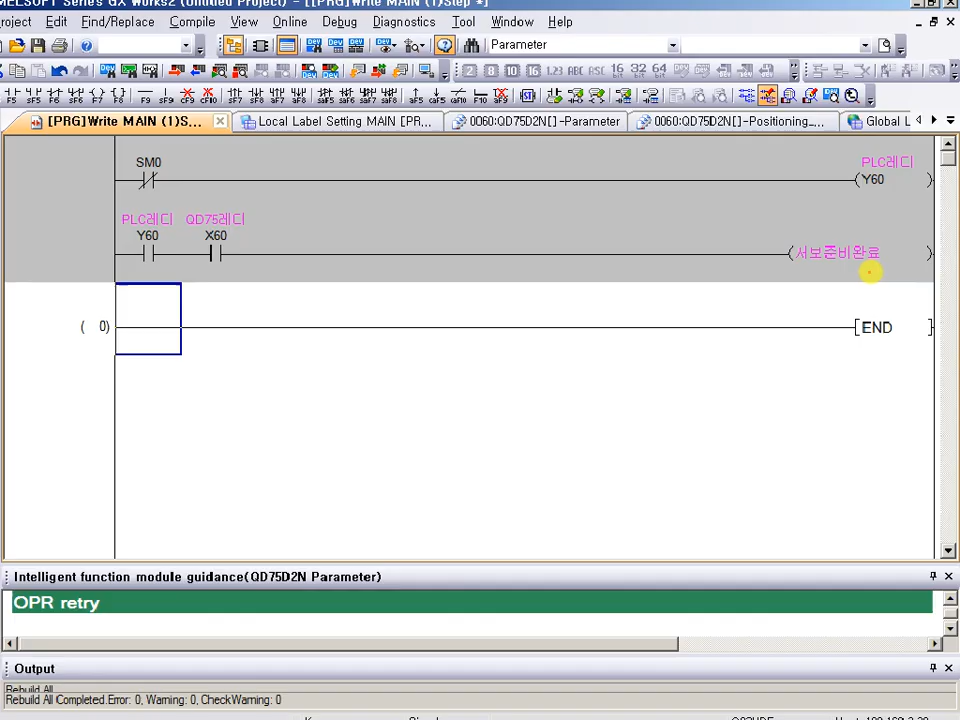 MELSOFT Series GX Works2 (Untitled Project) - [[PRG]Write MAIN (1)Step *]
roject Edit Find/Replace Compile View Online Debug Diagnostics Tool Window Help
Parameter
[PRG]Write MAIN (1)S... Local Label Setting MAIN [PR... 0060:QD75D2N[]-Parameter 0060:QD75D2N[]-Positioning_... Global L
SM0
PLC레디
Y60
PLC레디 QD75레디
Y60 X60
서보준비완료
( 0)
END
Intelligent function module guidance(QD75D2N Parameter)
OPR retry
Output
Rebuild All
Rebuild All Completed.Error: 0, Warning: 0, CheckWarning: 0